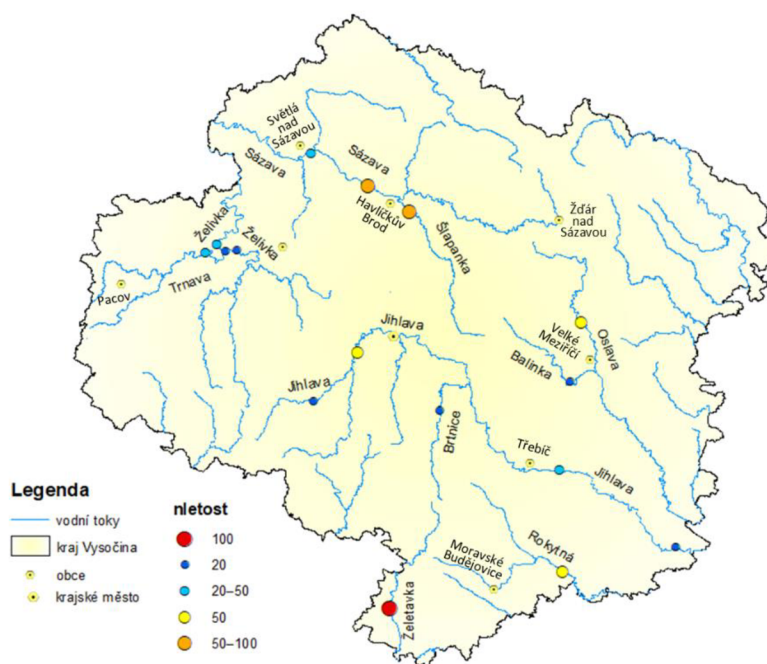 Světlá
nad
Sázavou
Sázava
Sázava
Havlíčkův
Brod
Žďár
nad
Sázavou
Šlapanka
Želivka
Želivka
Trnava
Pacov
Jihlava
Velké
Meziříčí
Oslava
Balinka
Jihlava
Brtnice
Třebíč
Jihlava
Rokytná
Moravské
Budějovice
Želetavka
Legenda
vodní toky
kraj Vysočina
obce
krajské město
nletost
100
20
20–50
50
50–100